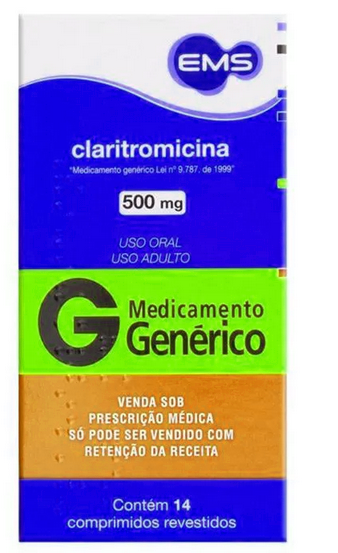 EMS
claritromicina
"Medicamento genérico Lei nº 9.787, de 1999"
500 mg
USO ORAL
USO ADULTO
G Medicamento
Genérico
VENDA SOB
PRESCRIÇÃO MÉDICA
SÓ PODE SER VENDIDO COM
RETENÇÃO DA RECEITA
Contém 14
comprimidos revestidos